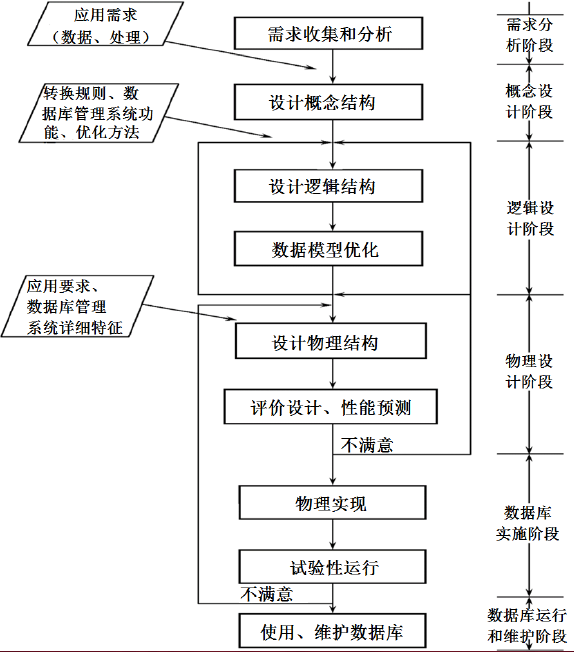 应用需求
（数据、处理）
需求收集和分析
需求分
析阶段
转换规则、数
据库管理系统功
能、优化方法
设计概念结构
概念设
计阶段
设计逻辑结构
数据模型优化
逻辑设
计阶段
应用要求、
数据库管理
系统详细特征
设计物理结构
评价设计、性能预测
不满意
物理设
计阶段
物理实现
试验性运行
不满意
数据库
实施阶段
使用、维护数据库
数据库运行
和维护阶段